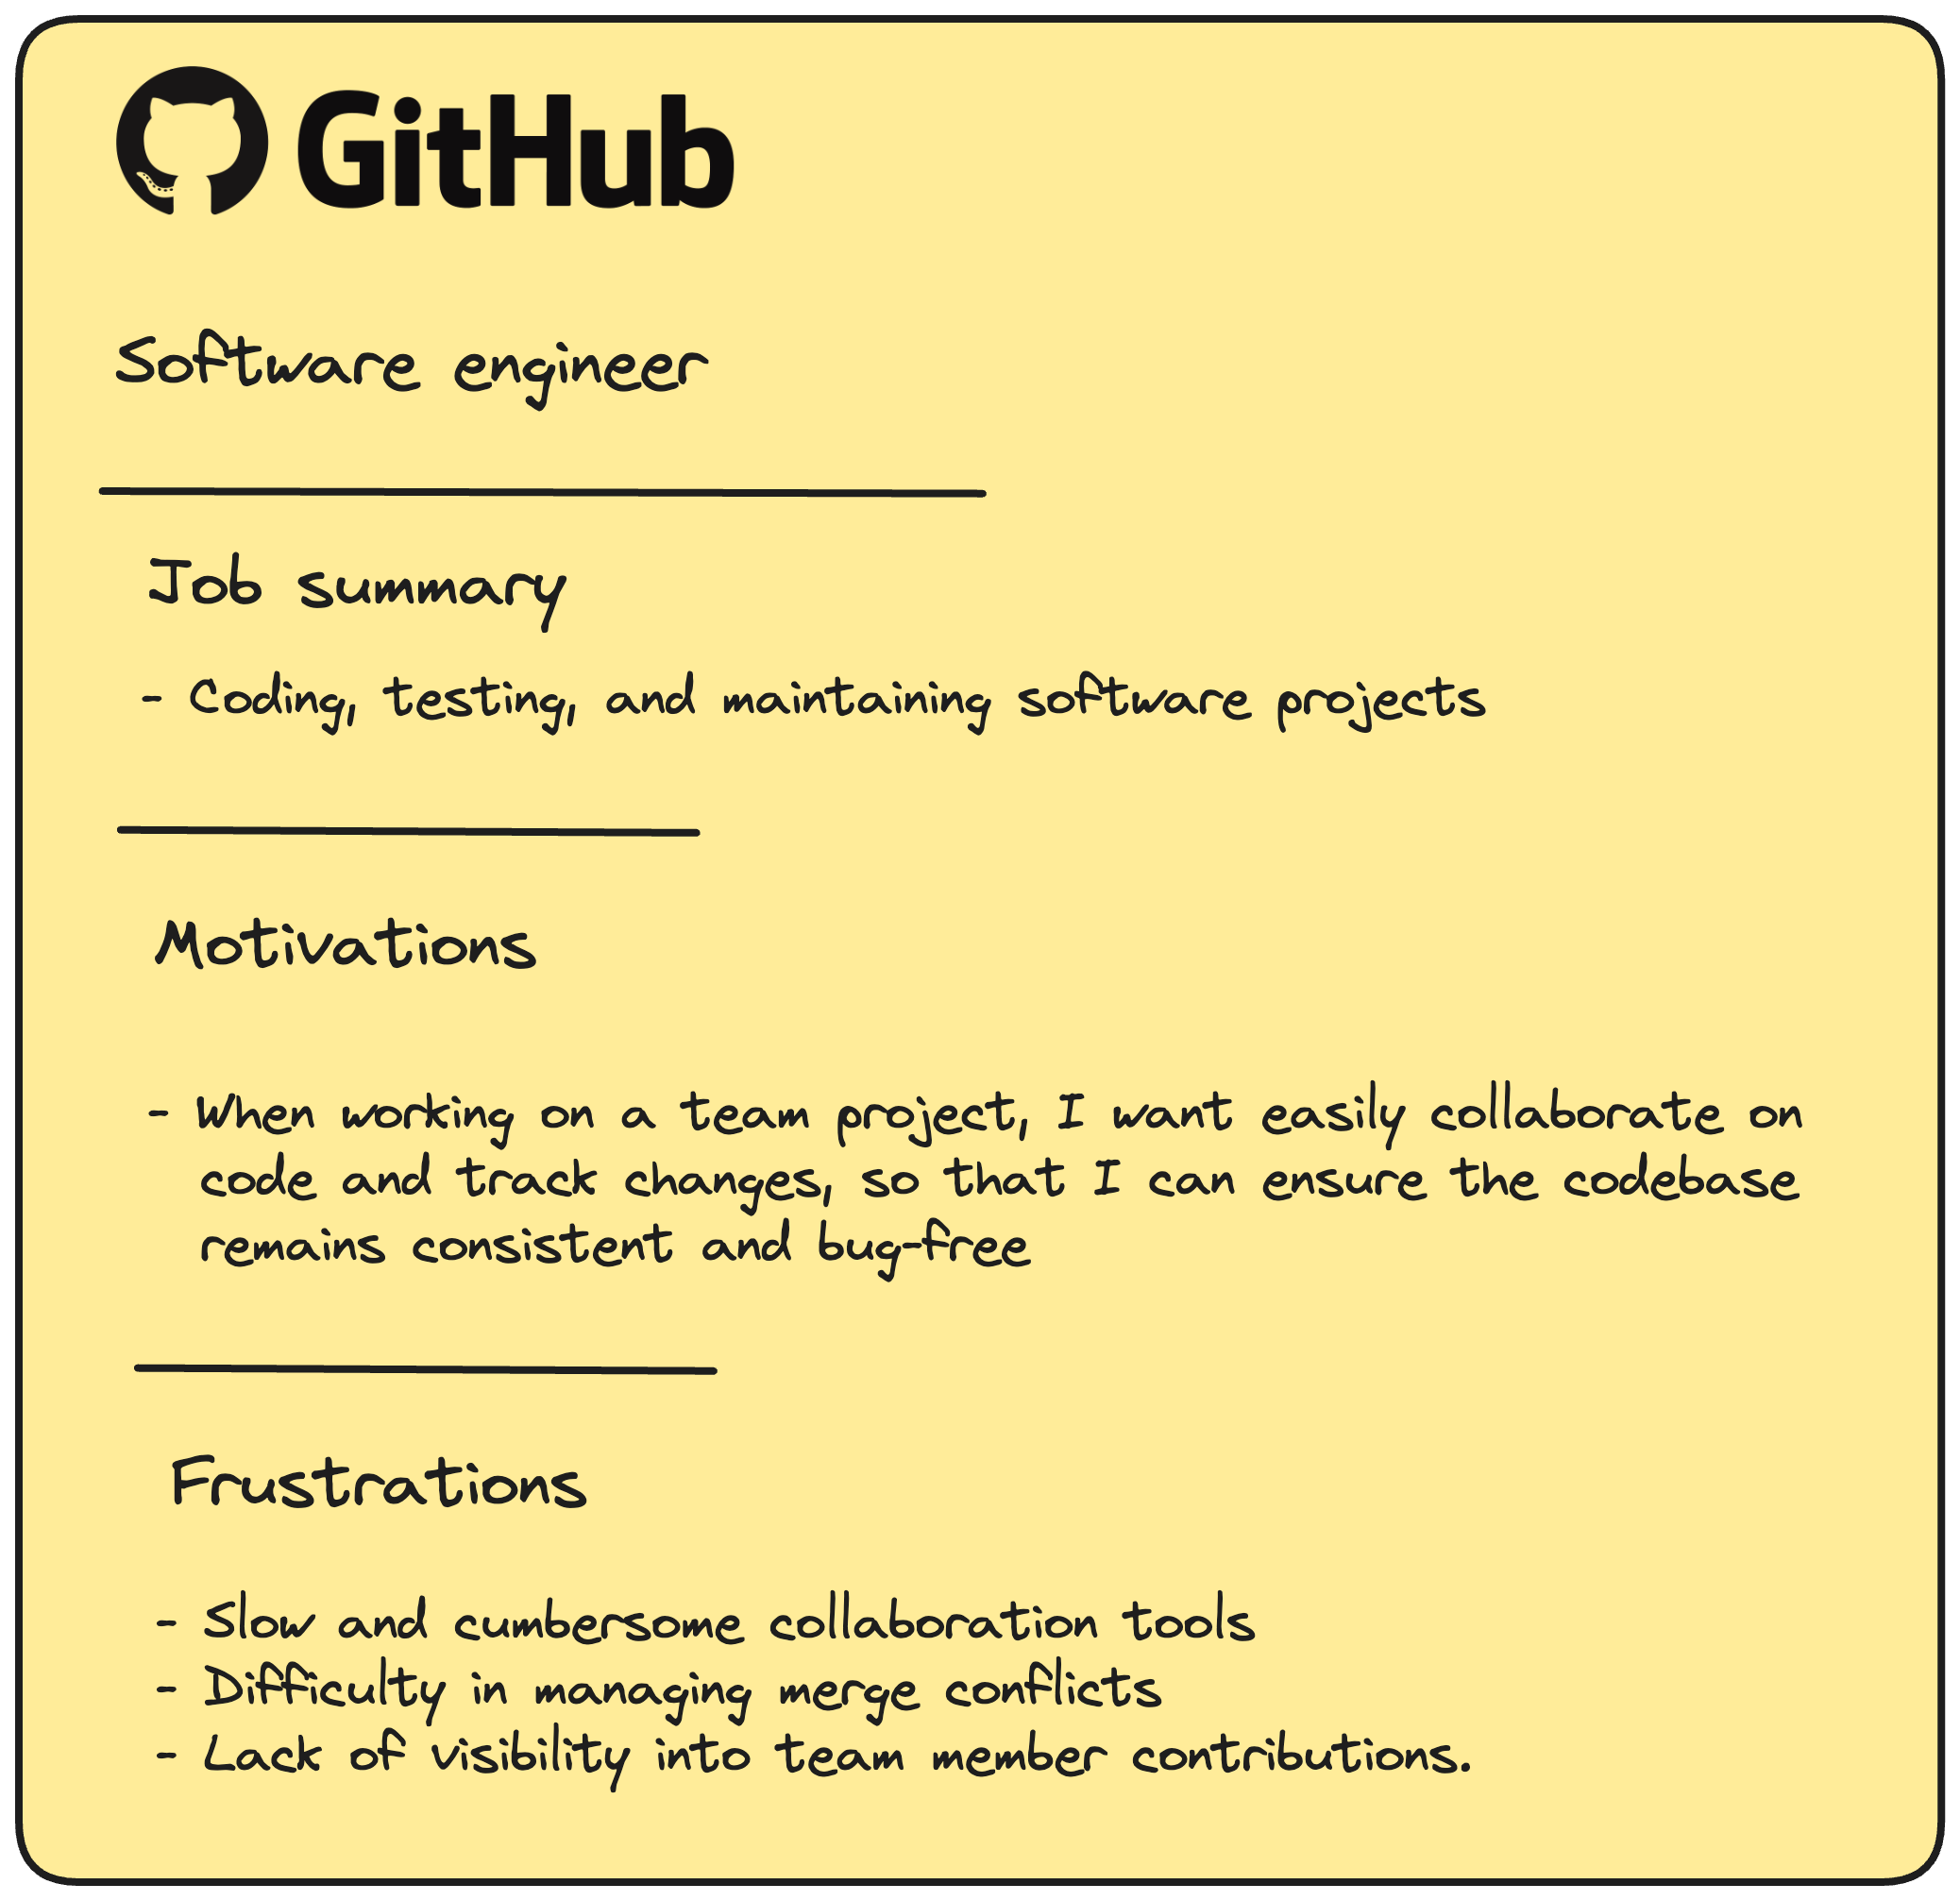 GitHub
Software engineer
Job summary
- Coding, testing, and maintaining software projects
Motivations
- When working on a team project, I want easily collaborate on
code and track changes, so that I can ensure the codebase
remains consistent and bug-free
Frustrations
- Slow and cumbersome collaboration tools
- Difficulty in managing merge conflicts
- Lack of visibility into team member contributions.